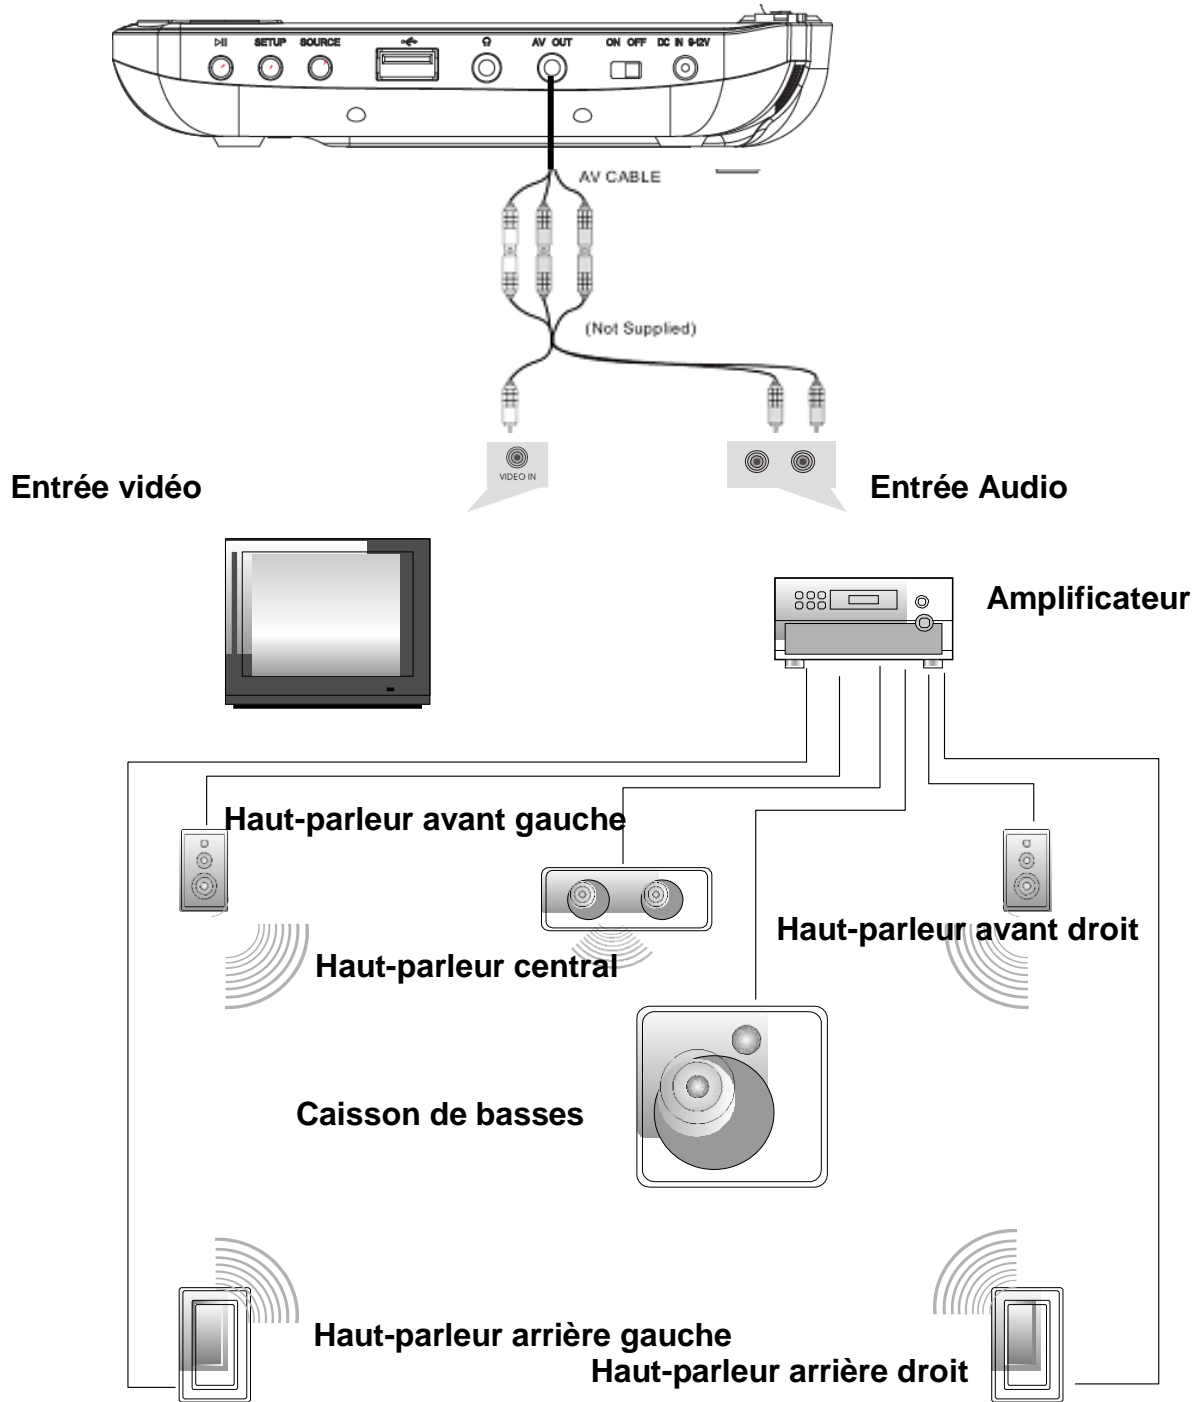 SETUP SOURCE AV OUT ON OFF DC IN 9-12V
AV CABLE
(Not Supplied)
VIDEO IN
Entrée vidéo
Entrée Audio
Amplificateur
Haut-parleur avant gauche
Haut-parleur avant droit
Haut-parleur central
Caisson de basses
Haut-parleur arrière gauche
Haut-parleur arrière droit